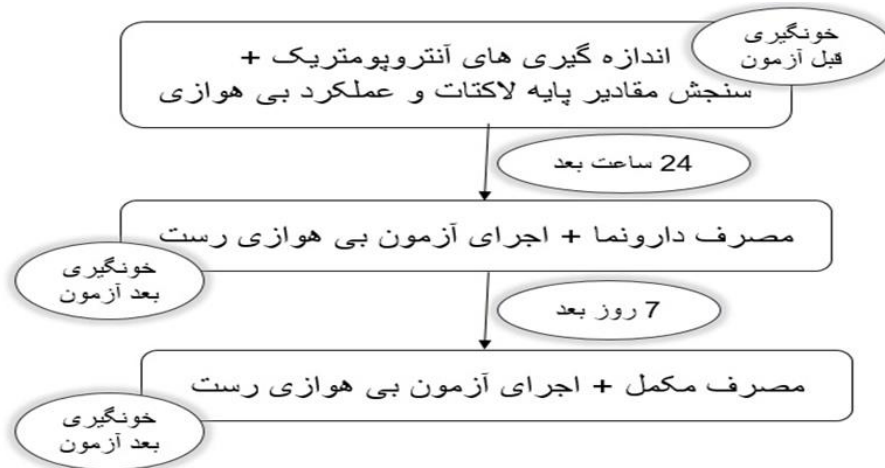 خونگیری
قبل آزمون
اندازه گیری های آنتروپومتریک +
سنجش مقادیر پایه لاکتات و عملکرد بی هوازی
24 ساعت بعد
مصرف دارونما + اجرای آزمون بی هوازی رست
خونگیری
بعد آزمون
7 روز بعد
مصرف مکمل + اجرای آزمون بی هوازی رست
خونگیری
بعد آزمون